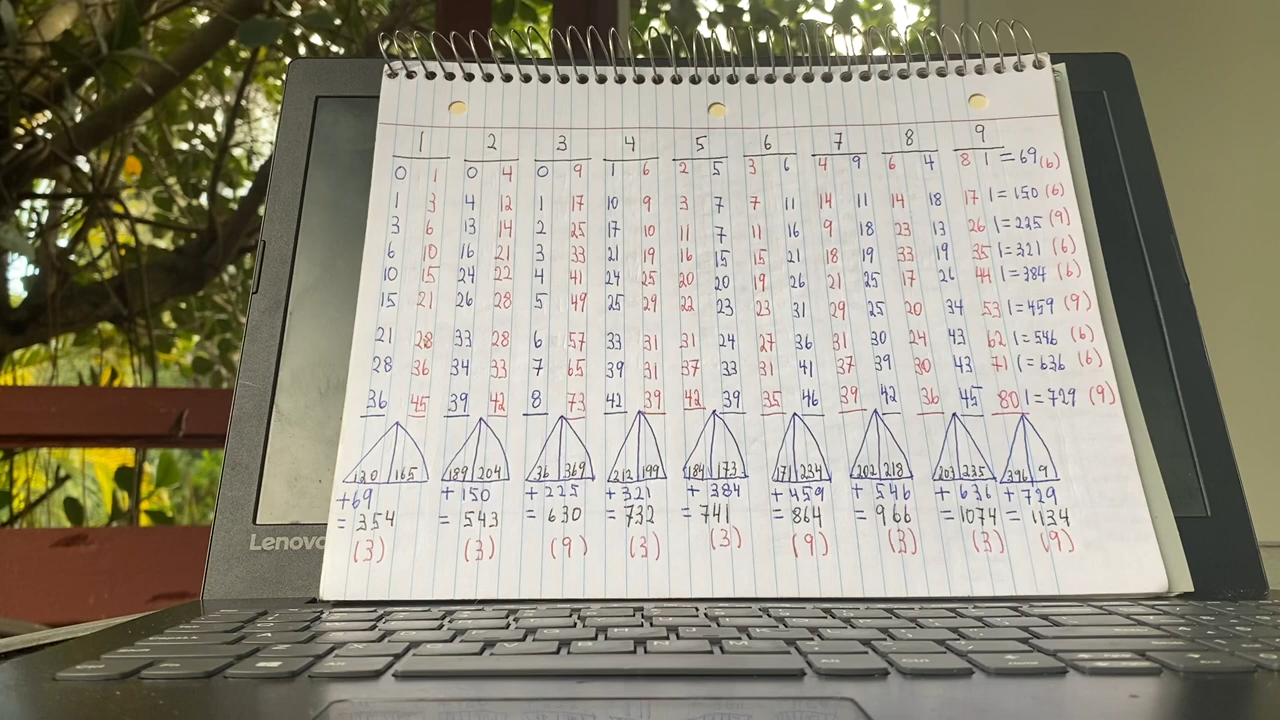 1 2 3 4 5 6 7 8 9
0 1 0 4 0 9 1 6 2 5 3 6 4 9 6 4 8 1 = 69 (6)
1 3 4 12 1 17 10 9 3 7 7 11 14 11 14 18 17 1 = 150 (6)
3 6 13 14 2 25 17 10 11 7 11 16 9 18 23 13 26 1 = 225 (9)
6 10 16 21 3 33 21 19 16 15 15 21 18 19 33 19 35 1 = 321 (6)
10 15 24 22 4 41 24 25 20 20 19 26 21 25 17 26 44 1 = 384 (6)
15 21 26 28 5 49 25 29 22 23 23 31 29 25 20 34 53 1 = 459 (9)
21 28 33 28 6 57 33 31 31 24 27 36 31 30 24 43 62 1 = 546 (6)
28 36 34 33 7 65 39 31 37 33 31 41 37 39 30 43 71 1 = 636 (6)
36 45 39 42 8 73 42 39 42 39 35 46 39 42 36 45 80 1 = 729 (9)
120 165 189 204 36 369 212 199 184 173 171 234 202 218 203 235 396 9
+69 +150 +225 +321 +384 +459 +546 +636 +729
=354 =543 =630 =732 =741 =864 =966 =1074 =1134
(3) (3) (9) (3) (3) (9) (3) (3) (9)
Lenovo